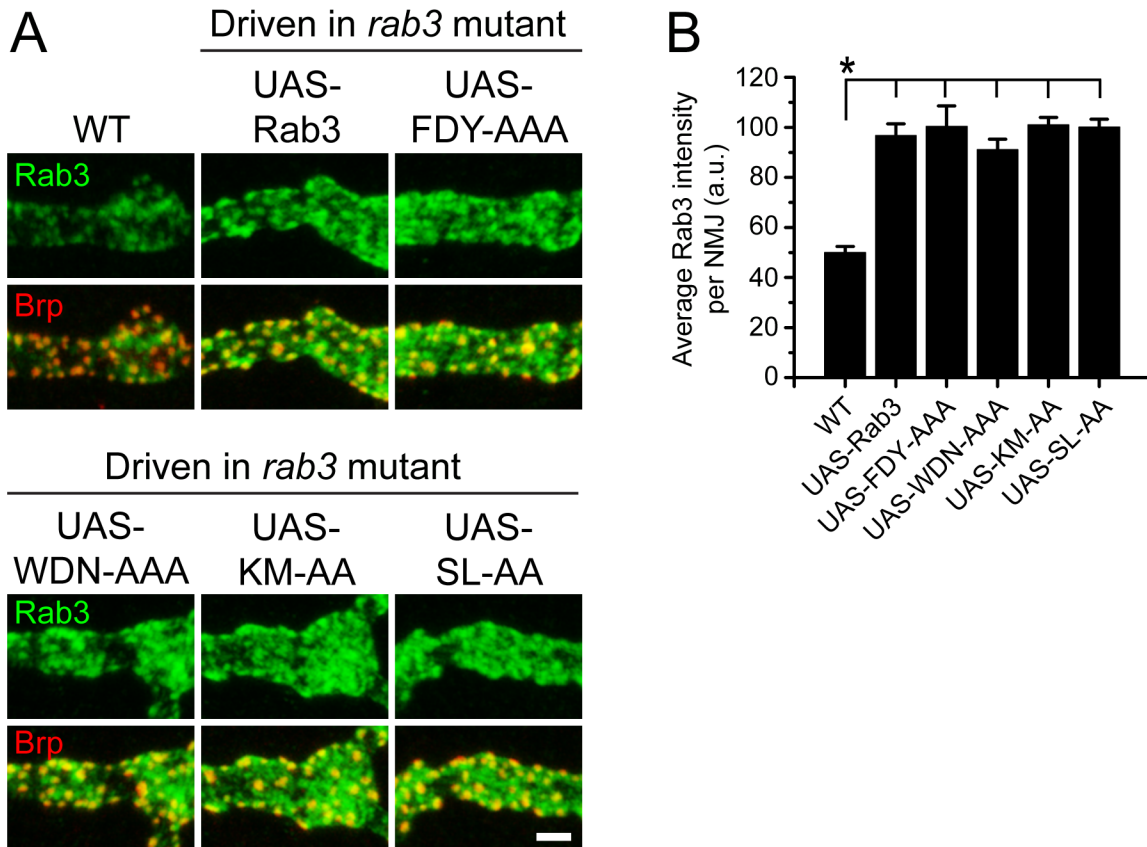 A
Driven in rab3 mutant
WT
UAS-
Rab3
UAS-
FDY-AAA
Rab3
Brp
Driven in rab3 mutant
UAS-
WDN-AAA
UAS-
KM-AA
UAS-
SL-AA
Rab3
Brp
B
*
Average Rab3 intensity
per NMJ (a.u.)
120
100
80
60
40
20
0
WT
UAS-Rab3
UAS-FDY-AAA
UAS-WDN-AAA
UAS-KM-AA
UAS-SL-AA